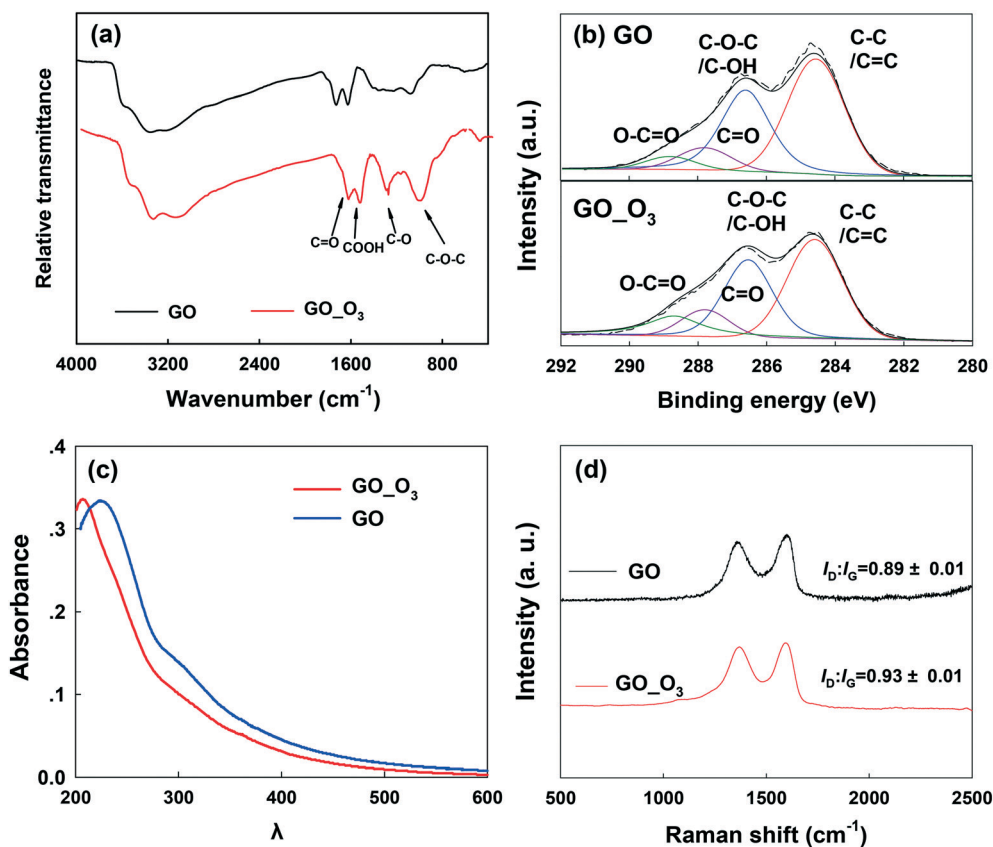 (a)
Relative transmittance
C=O
COOH
C-O
C-O-C
GO
GO_O3
4000 3200 2400 1600 800
Wavenumber (cm-1)
(b) GO
C-O-C
/C-OH
C-C
/C=C
O-C=O
C=O
GO_O3
C-O-C
/C-OH
C-C
/C=C
O-C=O
C=O
Intensity (a.u.)
292 290 288 286 284 282 280
Binding energy (eV)
(c)
GO_O3
GO
Absorbance
.4
.3
.2
.1
0.0
200 300 400 500 600
λ
(d)
GO
ID:IG=0.89 ± 0.01
GO_O3
ID:IG=0.93 ± 0.01
Intensity (a. u.)
500 1000 1500 2000 2500
Raman shift (cm-1)